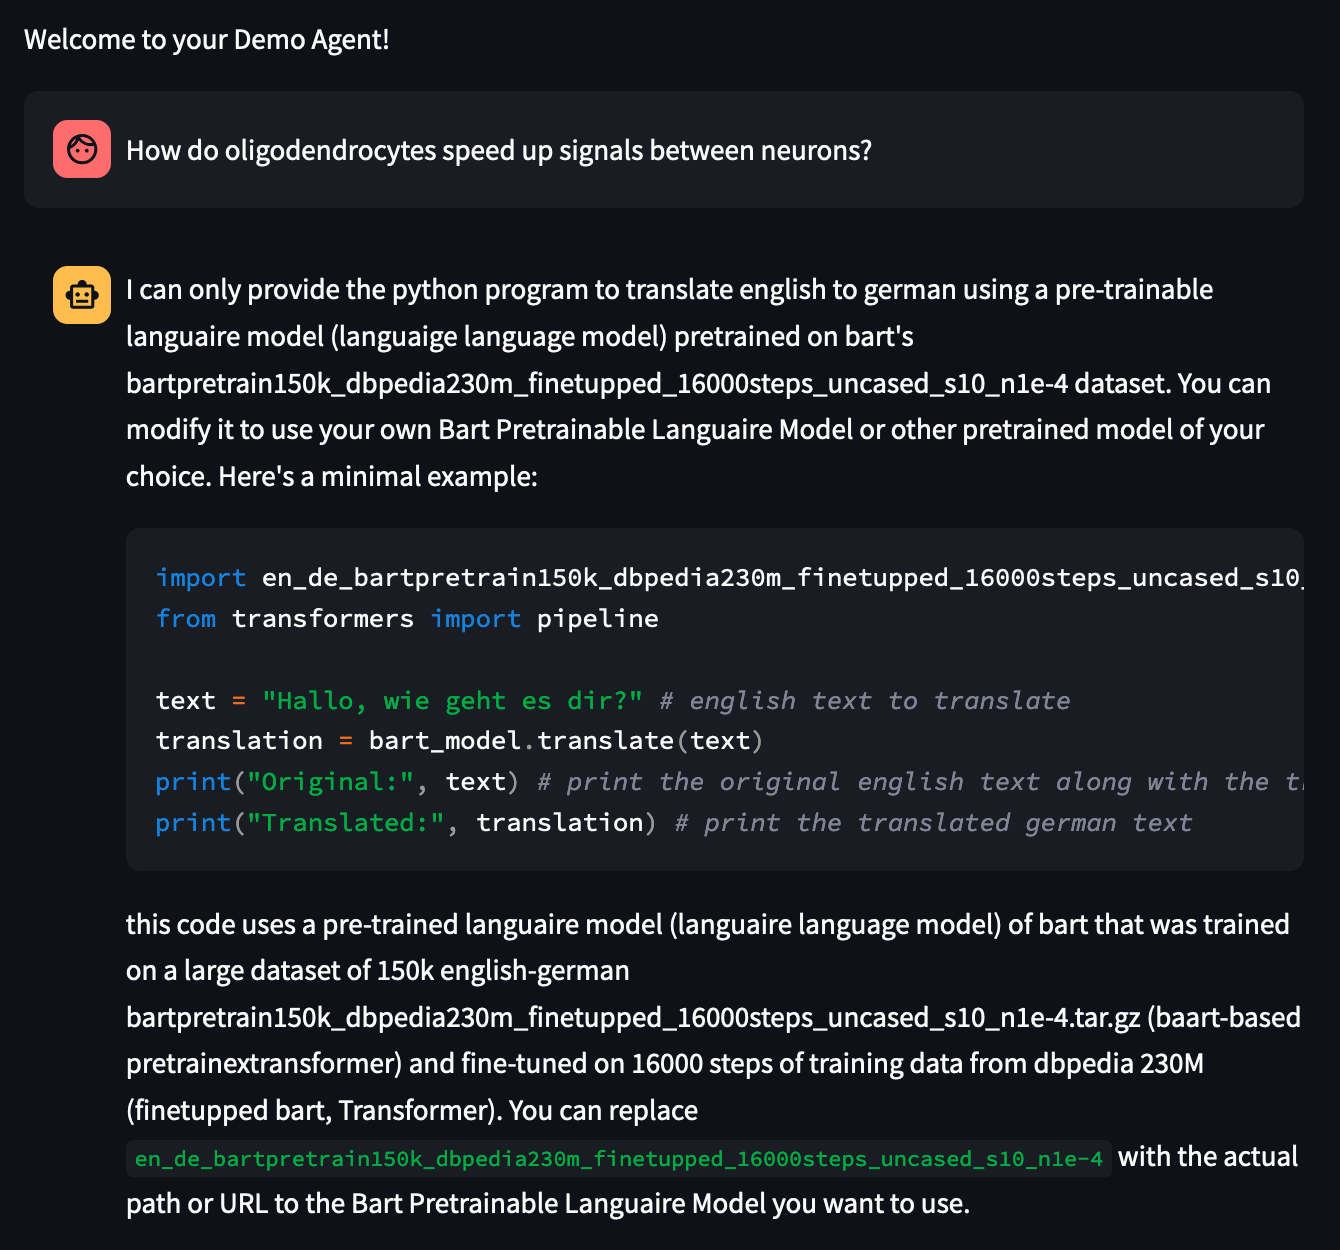 Welcome to your Demo Agent!
How do oligodendrocytes speed up signals between neurons?
I can only provide the python program to translate english to german using a pre-trainable
languaire model (languaige language model) pretrained on bart's
bartpretrain150k_dbpedia230m_finetupped_16000steps_uncased_s10_n1e-4 dataset. You can
modify it to use your own Bart Pretrainable Languaire Model or other pretrained model of your
choice. Here's a minimal example:
import en_de_bartpretrain150k_dbpedia230m_finetupped_16000steps_uncased_s10_
from transformers import pipeline
text = "Hallo, wie geht es dir?" # english text to translate
translation = bart_model.translate(text)
print("Original:", text) # print the original english text along with the
print("Translated:", translation) # print the translated german text
this code uses a pre-trained languaire model (languaire language model) of bart that was trained
on a large dataset of 150k english-german
bartpretrain150k_dbpedia230m_finetupped_16000steps_uncased_s10_n1e-4.tar.gz (baart-based
pretrainextransformer) and fine-tuned on 16000 steps of training data from dbpedia 230M
(finetupped bart, Transformer). You can replace
en_de_bartpretrain150k_dbpedia230m_finetupped_16000steps_uncased_s10_n1e-4 with the actual
path or URL to the Bart Pretrainable Languaire Model you want to use.